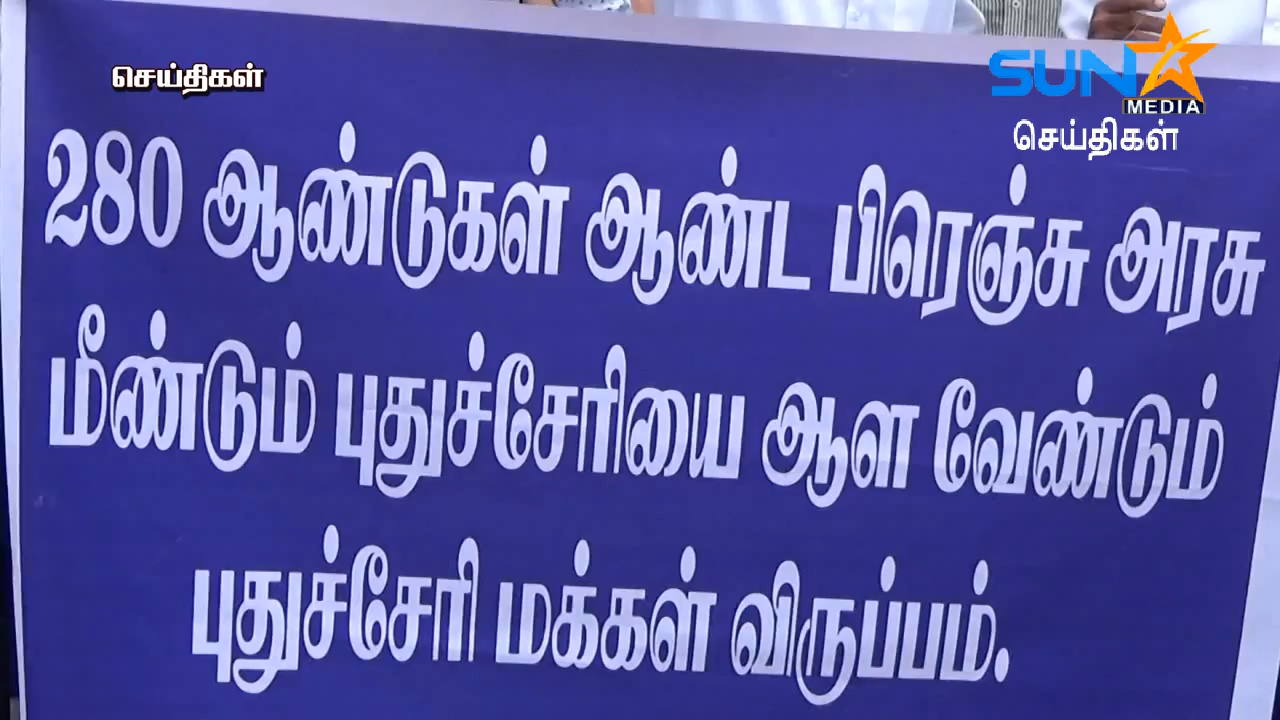 செய்திகள்
SUN MEDIA
செய்திகள்
280 ஆண்டுகள் ஆண்ட பிரெஞ்சு அரசு
மீண்டும் புதுச்சேரியை ஆள வேண்டும்
புதுச்சேரி மக்கள் விருப்பம்.